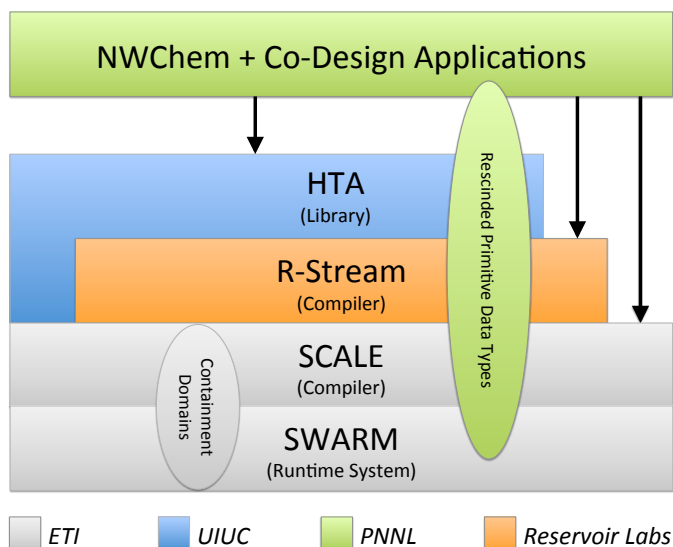 NWChem + Co-Design Applications
HTA
(Library)
R-Stream
(Compiler)
SCALE
(Compiler)
SWARM
(Runtime System)
Containment
Domains
Rescinded Primitive Data Types
ETI
UIUC
PNNL
Reservoir Labs